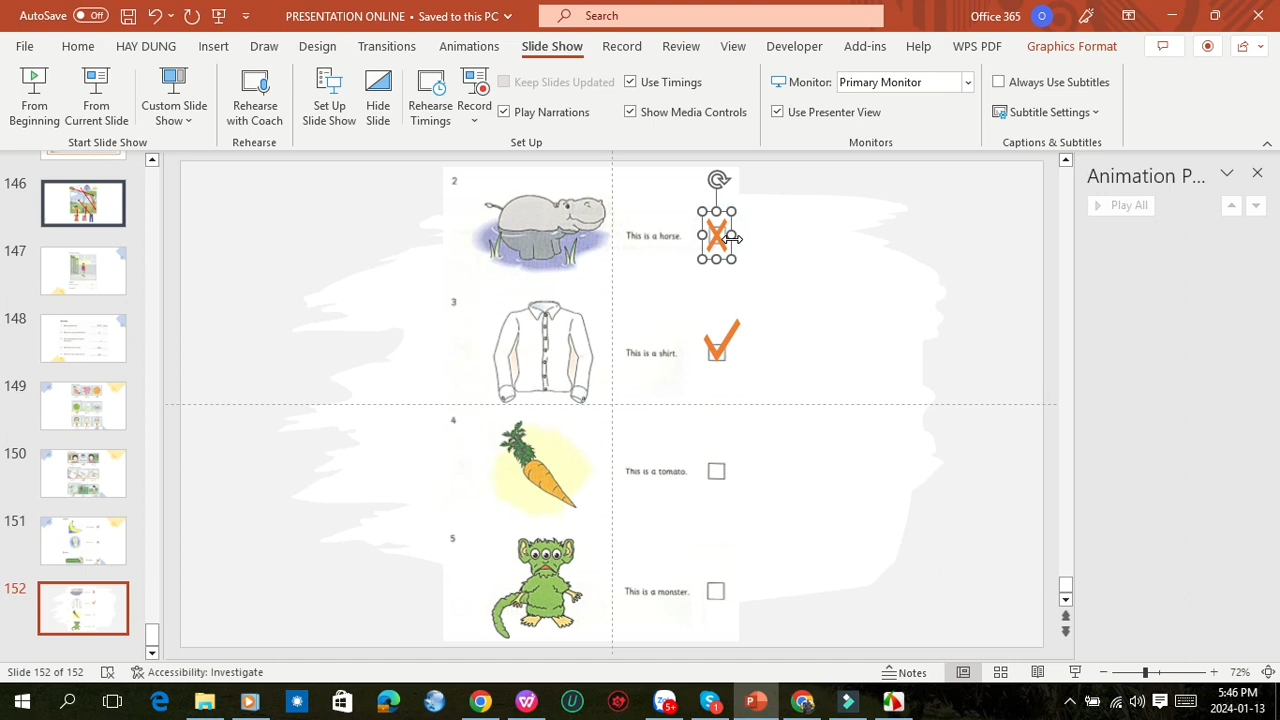 AutoSave Off PRESENTATION ONLINE • Saved to this PC Search Office 365
File Home HAY DUNG Insert Draw Design Transitions Animations Slide Show Record Review View Developer Add-ins Help WPS PDF Graphics Format
From Beginning
From Current Slide
Custom Slide Show
Start Slide Show
Rehearse with Coach
Rehearse
Set Up Slide Show
Hide Slide
Rehearse Timings
Record
Keep Slides Updated
Play Narrations
Use Timings
Show Media Controls
Set Up
Monitor: Primary Monitor
Use Presenter View
Monitors
Always Use Subtitles
Subtitle Settings
Captions & Subtitles
146
147
148
149
150
151
152
2
This is a horse.
3
This is a shirt.
4
This is a tomato.
5
This is a monster.
Animation P...
Play All
Slide 152 of 152 Accessibility: Investigate Notes 72%
5+ 1 5:46 PM
2024-01-13